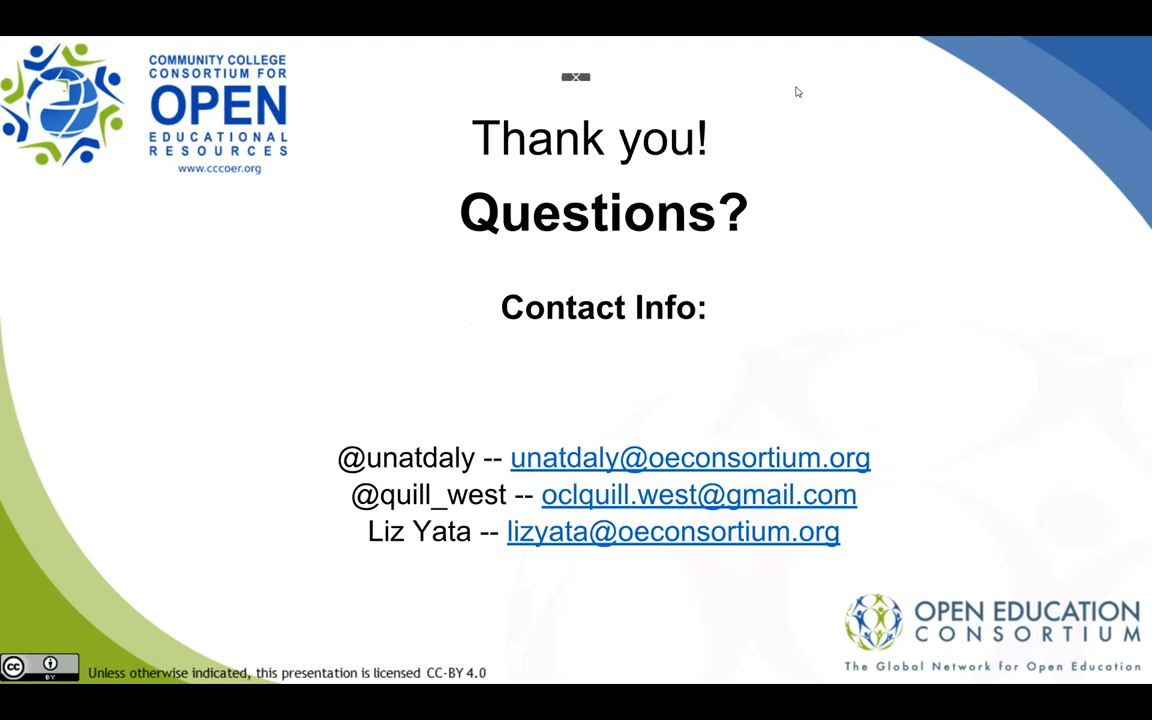 COMMUNITY COLLEGE
CONSORTIUM FOR
OPEN
EDUCATIONAL
RESOURCES
www.cccoer.org
Thank you!
Questions?
Contact Info:
@unatdaly -- unatdaly@oeconsortium.org
@quill_west -- oclquill.west@gmail.com
Liz Yata -- lizyata@oeconsortium.org
OPEN EDUCATION
CONSORTIUM
The Global Network for Open Education
cc BY
Unless otherwise indicated, this presentation is licensed CC-BY 4.0